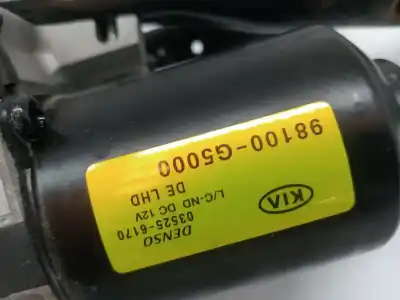 KIA
98100-G5000
DE LHD
L/C-ND DC 12V
03525-6170
DENSO